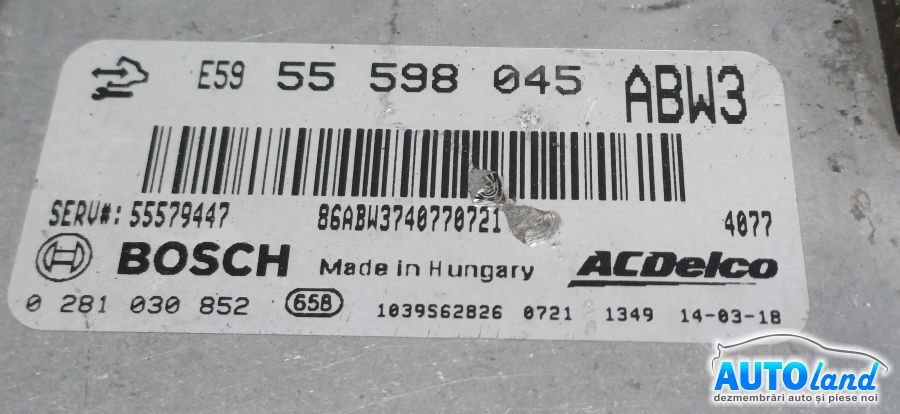 E59 55 598 045 ABW3
SERV#: 55579447 86ABW3740770721 4077
BOSCH Made in Hungary ACDelco
0 281 030 852 658 1039S62826 0721 1349 14-03-18
AUTOland
dezmembrări auto și piese noi